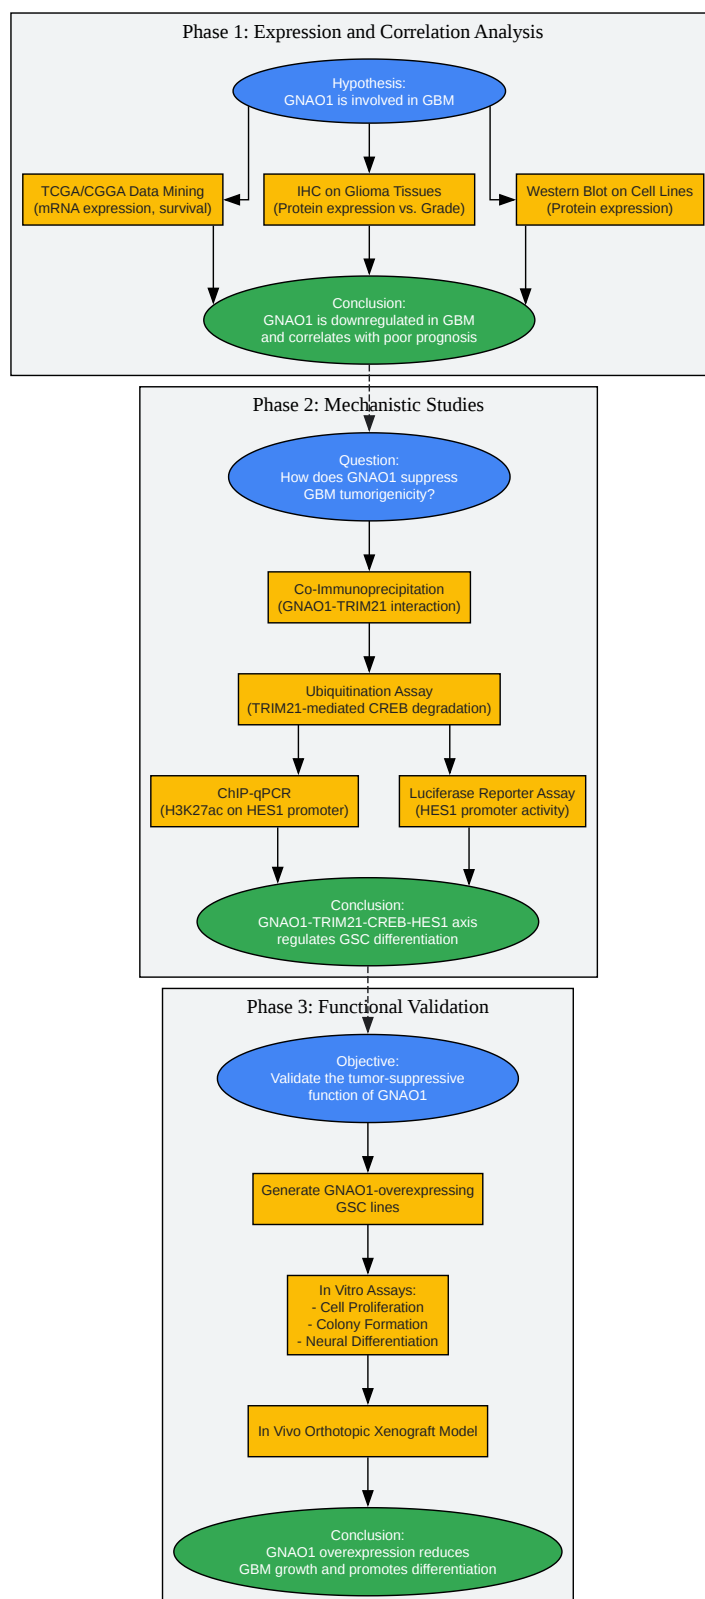 Phase 1: Expression and Correlation Analysis
Hypothesis:
GNAO1 is involved in GBM
TCGA/CGGA Data Mining
(mRNA expression, survival)
IHC on Glioma Tissues
(Protein expression vs. Grade)
Western Blot on Cell Lines
(Protein expression)
Conclusion:
GNAO1 is downregulated in GBM
and correlates with poor prognosis
Phase 2: Mechanistic Studies
Question:
How does GNAO1 suppress
GBM tumorigenicity?
Co-Immunoprecipitation
(GNAO1-TRIM21 interaction)
Ubiquitination Assay
(TRIM21-mediated CREB degradation)
ChIP-qPCR
(H3K27ac on HES1 promoter)
Luciferase Reporter Assay
(HES1 promoter activity)
Conclusion:
GNAO1-TRIM21-CREB-HES1 axis
regulates GSC differentiation
Phase 3: Functional Validation
Objective:
Validate the tumor-suppressive
function of GNAO1
Generate GNAO1-overexpressing
GSC lines
In Vitro Assays:
- Cell Proliferation
- Colony Formation
- Neural Differentiation
In Vivo Orthotopic Xenograft Model
Conclusion:
GNAO1 overexpression reduces
GBM growth and promotes differentiation